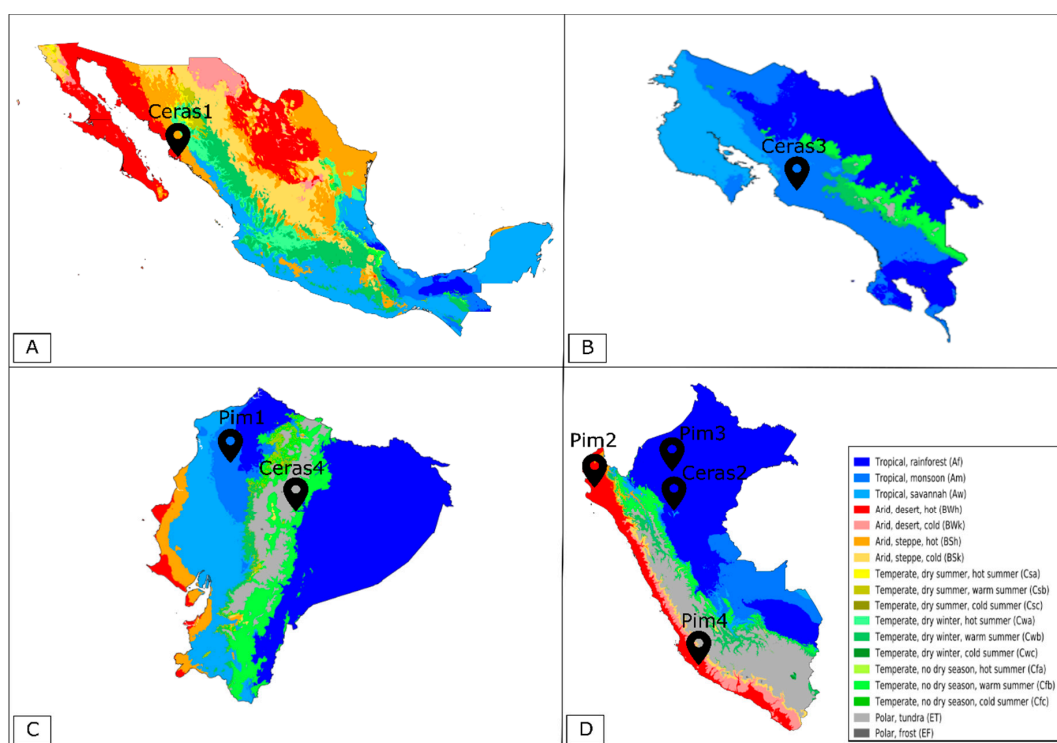 Ceras1
A
Ceras3
B
Pim1
Ceras4
C
Pim2
Pim3
Ceras2
Pim4
D
Tropical, rainforest (Af)
Tropical, monsoon (Am)
Tropical, savannah (Aw)
Arid, desert, hot (BWh)
Arid, desert, cold (BWk)
Arid, steppe, hot (BSh)
Arid, steppe, cold (BSk)
Temperate, dry summer, hot summer (Csa)
Temperate, dry summer, warm summer (Csb)
Temperate, dry summer, cold summer (Csc)
Temperate, dry winter, hot summer (Cwa)
Temperate, dry winter, warm summer (Cwb)
Temperate, dry winter, cold summer (Cwc)
Temperate, no dry season, hot summer (Cfa)
Temperate, no dry season, warm summer (Cfb)
Temperate, no dry season, cold summer (Cfc)
Polar, tundra (ET)
Polar, frost (EF)